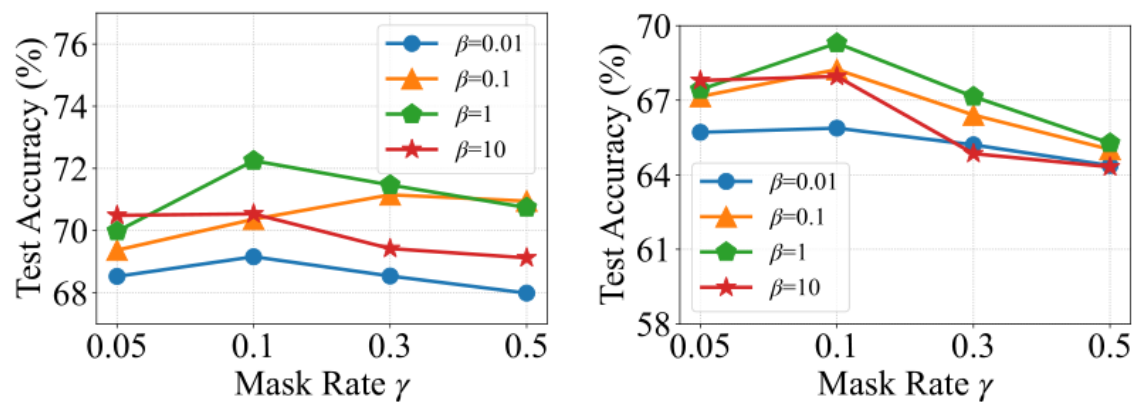 Test Accuracy (%)
76
74
72
70
68
β=0.01
β=0.1
β=1
β=10
0.05 0.1 0.3 0.5
Mask Rate γ
Test Accuracy (%)
70
67
64
61
58
β=0.01
β=0.1
β=1
β=10
0.05 0.1 0.3 0.5
Mask Rate γ